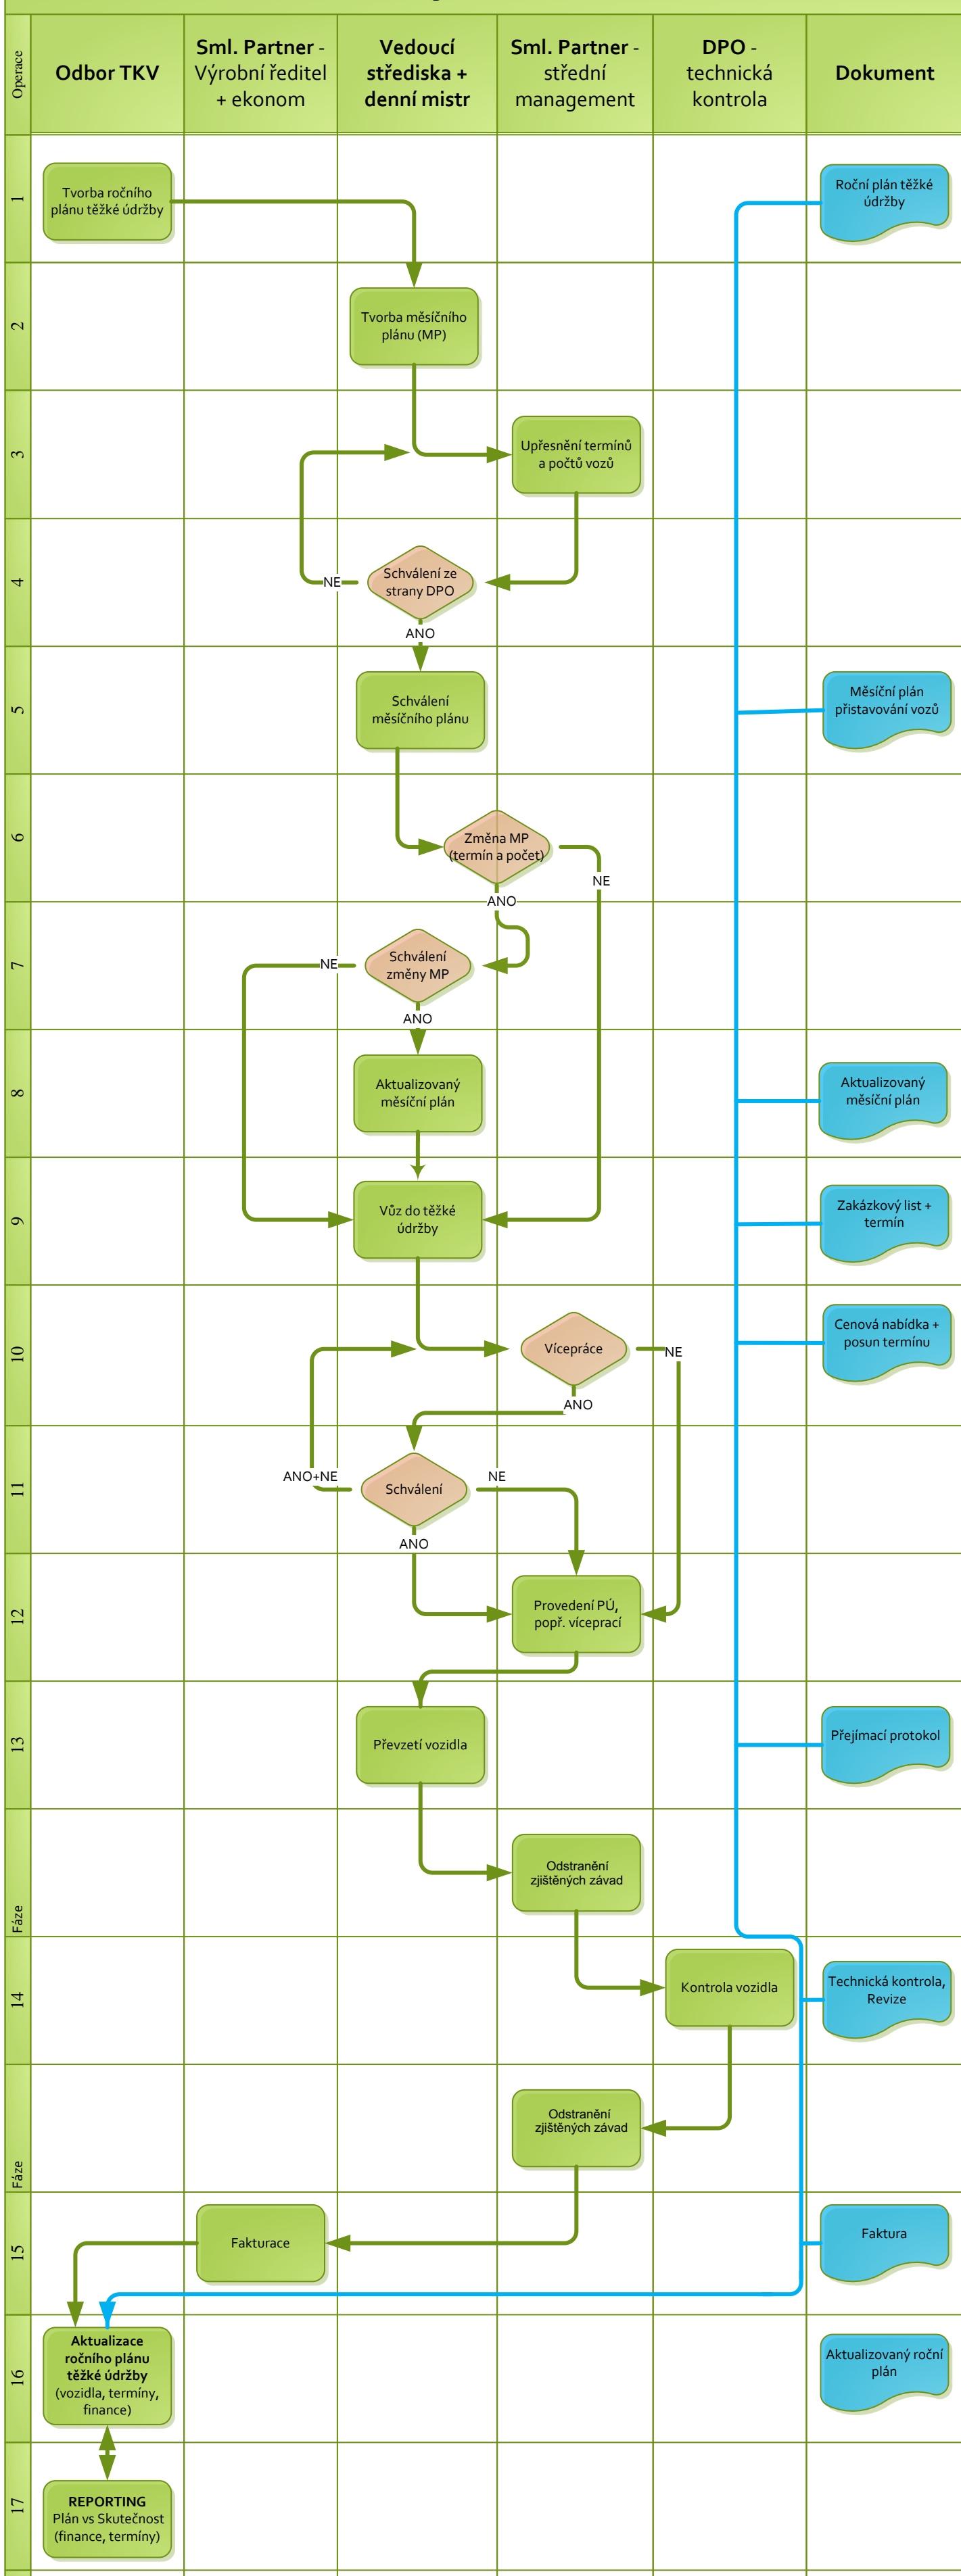 Operace
Odbor TKV
Sml. Partner -
Výrobní ředitel
+ ekonom
Vedoucí
střediska +
denní mistr
Sml. Partner -
střední
management
DPO -
technická
kontrola
Dokument
1
Tvorba ročního
plánu těžké údržby
Roční plán těžké
údržby
2
Tvorba měsíčního
plánu (MP)
3
Upřesnění termínů
a počtů vozů
4
NE
Schválení ze
strany DPO
ANO
5
Schválení
měsíčního plánu
Měsíční plán
přistavování vozů
6
Změna MP
(termín a počet)
NE
ANO
7
NE
Schválení
změny MP
ANO
8
Aktualizovaný
měsíční plán
Aktualizovaný
měsíční plán
9
Vůz do těžké
údržby
Zakázkový list +
termín
10
Vícepráce
NE
ANO
Cenová nabídka +
posun termínu
11
ANO+NE
Schválení
NE
ANO
12
Provedení PÚ,
popř. víceprací
13
Převzetí vozidla
Přejímací protokol
Fáze
Odstranění
zjištěných závad
14
Kontrola vozidla
Technická kontrola,
Revize
Fáze
Odstranění
zjištěných závad
15
Fakturace
Faktura
16
Aktualizace
ročního plánu
těžké údržby
(vozidla, termíny,
finance)
Aktualizovaný roční
plán
17
REPORTING
Plán vs Skutečnost
(finance, termíny)